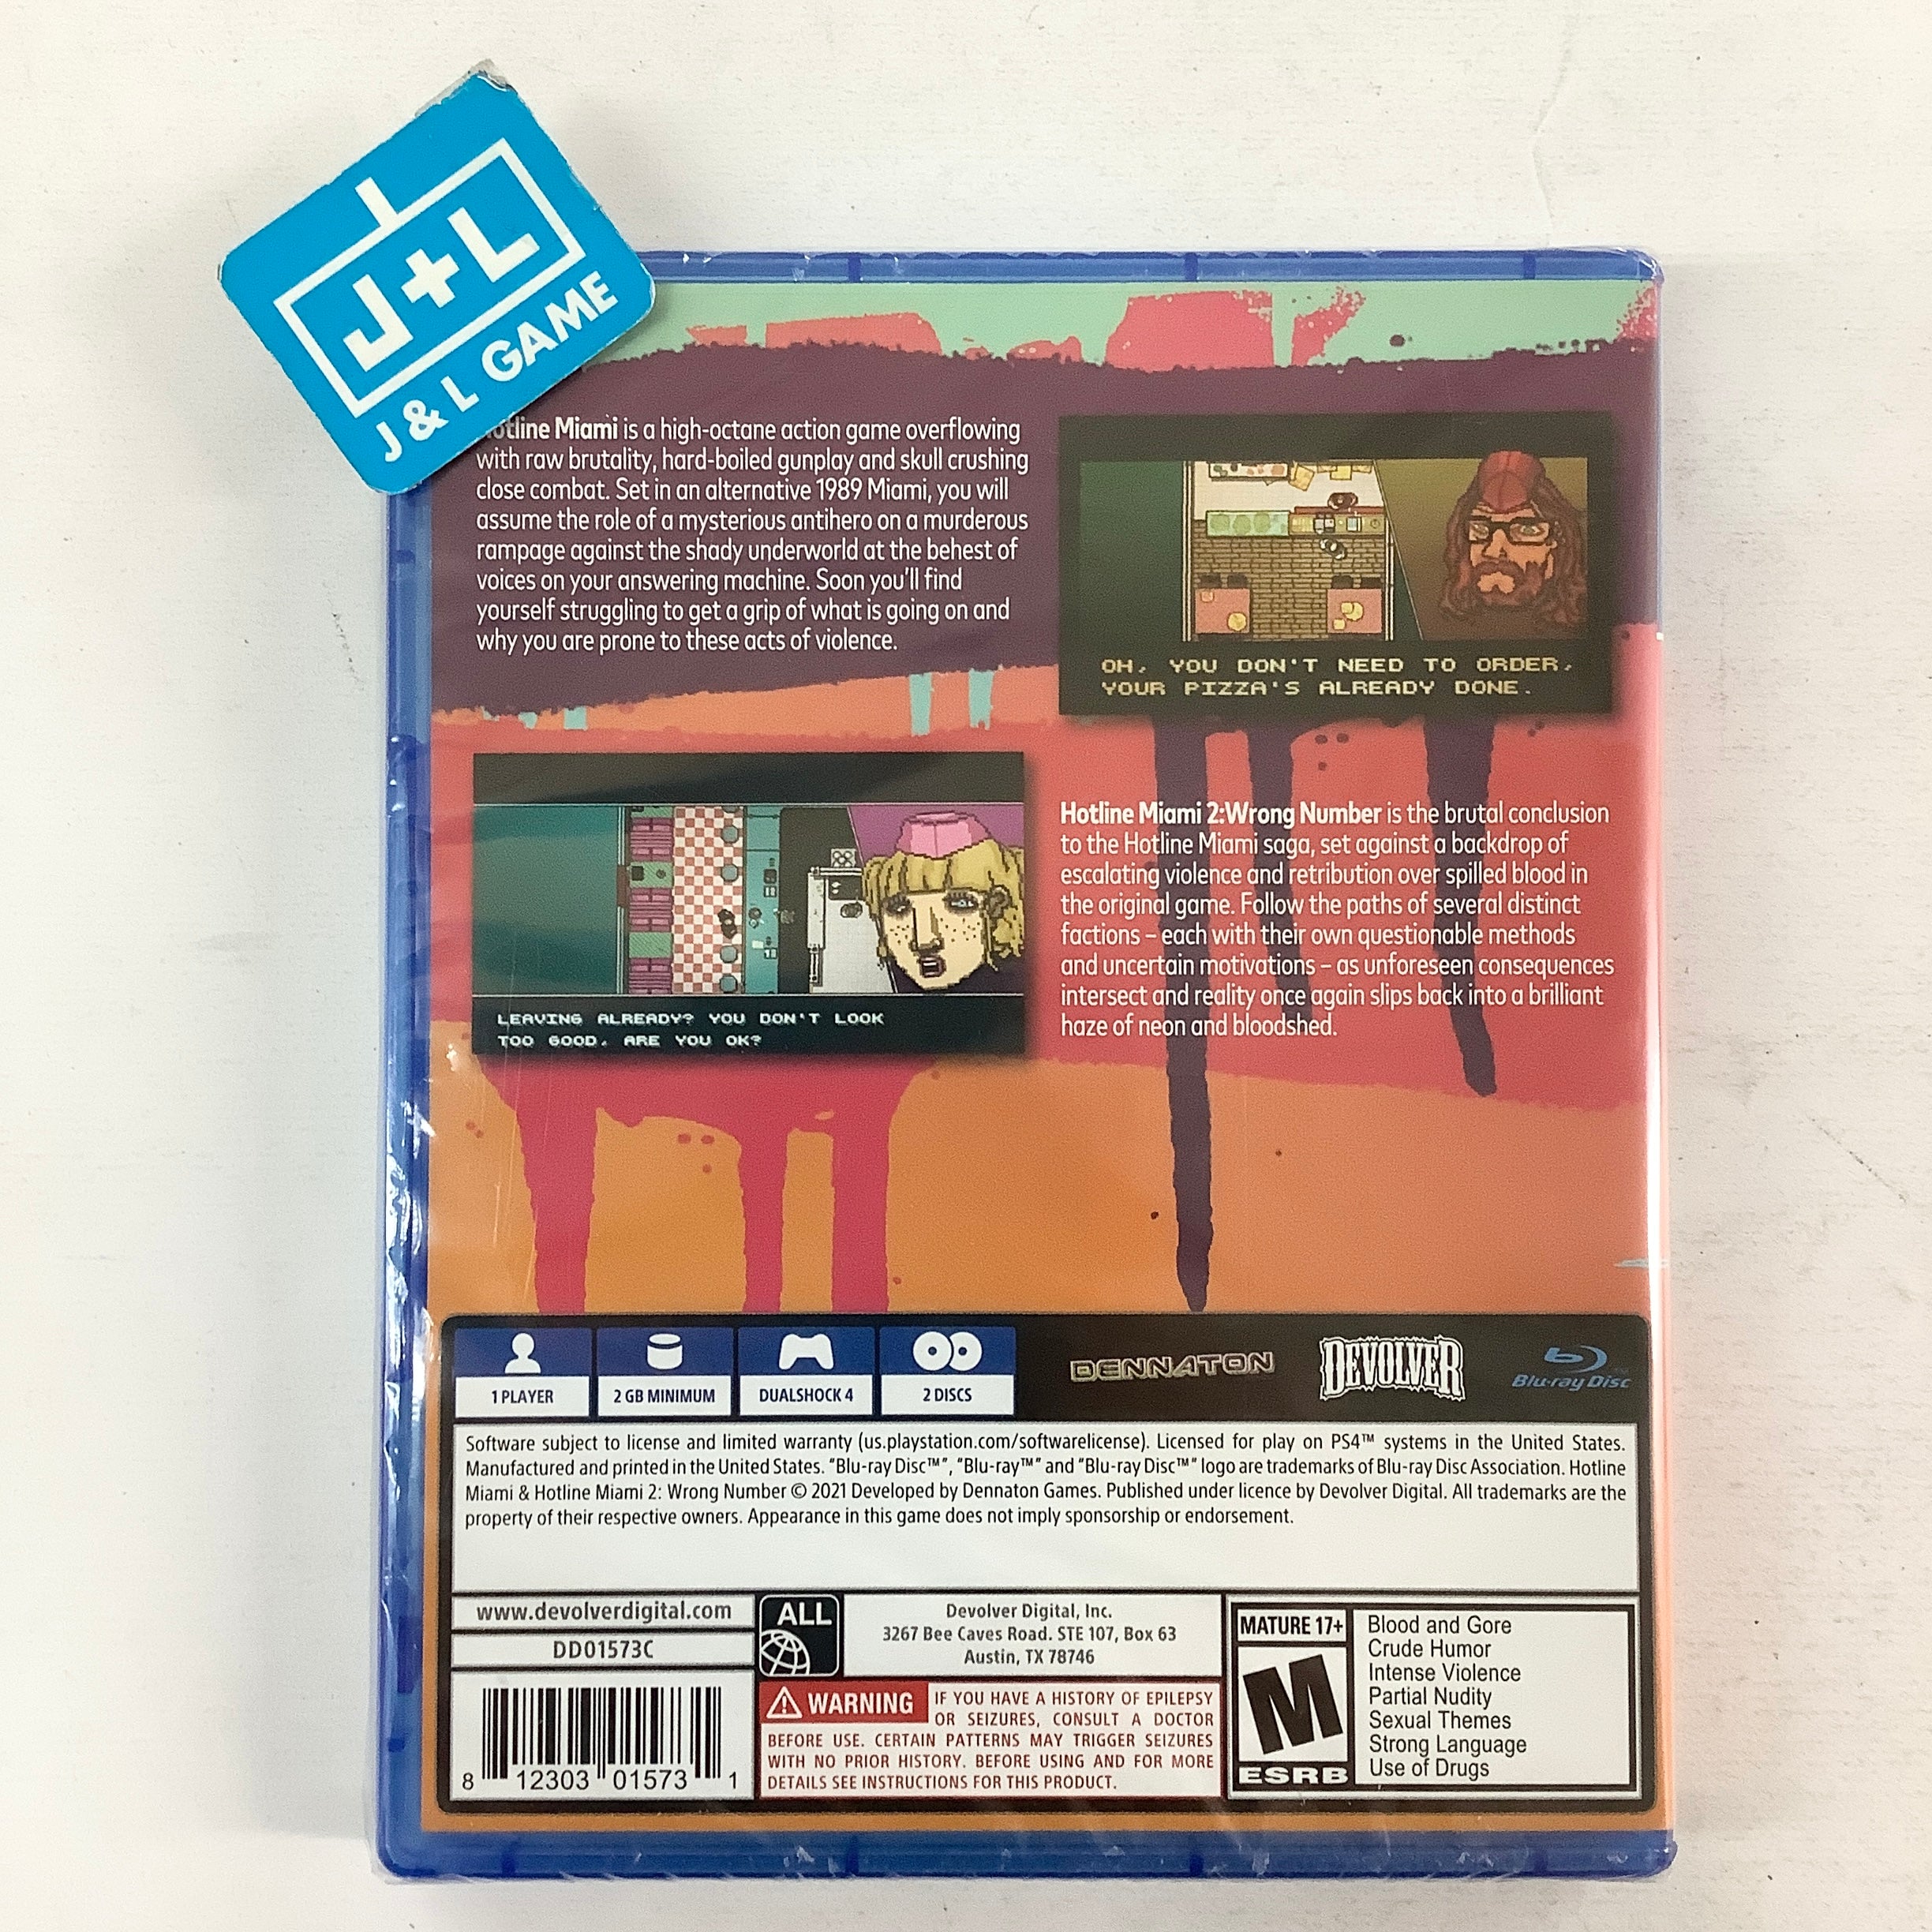 J+L
J & L GAME
Hotline Miami is a high-octane action game overflowing
with raw brutality, hard-boiled gunplay and skull crushing
close combat. Set in an alternative 1989 Miami, you will
assume the role of a mysterious antihero on a murderous
rampage against the shady underworld at the behest of
voices on your answering machine. Soon you'll find
yourself struggling to get a grip of what is going on and
why you are prone to these acts of violence.
OH, YOU DON'T NEED TO ORDER,
YOUR PIZZA'S ALREADY DONE.
LEAVING ALREADY? YOU DON'T LOOK
TOO GOOD. ARE YOU OK?
Hotline Miami 2:Wrong Number is the brutal conclusion
to the Hotline Miami saga, set against a backdrop of
escalating violence and retribution over spilled blood in
the original game. Follow the paths of several distinct
factions – each with their own questionable methods
and uncertain motivations – as unforeseen consequences
intersect and reality once again slips back into a brilliant
haze of neon and bloodshed.
1 PLAYER
2 GB MINIMUM
DUALSHOCK 4
2 DISCS
DENNATON
DEVOLVER
Blu-ray Disc
Software subject to license and limited warranty (us.playstation.com/softwarelicense). Licensed for play on PS4™ systems in the United States.
Manufactured and printed in the United States. "Blu-ray Disc™", "Blu-ray™" and "Blu-ray Disc™" logo are trademarks of Blu-ray Disc Association. Hotline
Miami & Hotline Miami 2: Wrong Number © 2021 Developed by Dennaton Games. Published under licence by Devolver Digital. All trademarks are the
property of their respective owners. Appearance in this game does not imply sponsorship or endorsement.
www.devolverdigital.com
DD01573C
8 12303 01573 1
ALL
Devolver Digital, Inc.
3267 Bee Caves Road. STE 107, Box 63
Austin, TX 78746
WARNING IF YOU HAVE A HISTORY OF EPILEPSY
OR SEIZURES, CONSULT A DOCTOR
BEFORE USE. CERTAIN PATTERNS MAY TRIGGER SEIZURES
WITH NO PRIOR HISTORY. BEFORE USING AND FOR MORE
DETAILS SEE INSTRUCTIONS FOR THIS PRODUCT.
MATURE 17+
M
ESRB
Blood and Gore
Crude Humor
Intense Violence
Partial Nudity
Sexual Themes
Strong Language
Use of Drugs